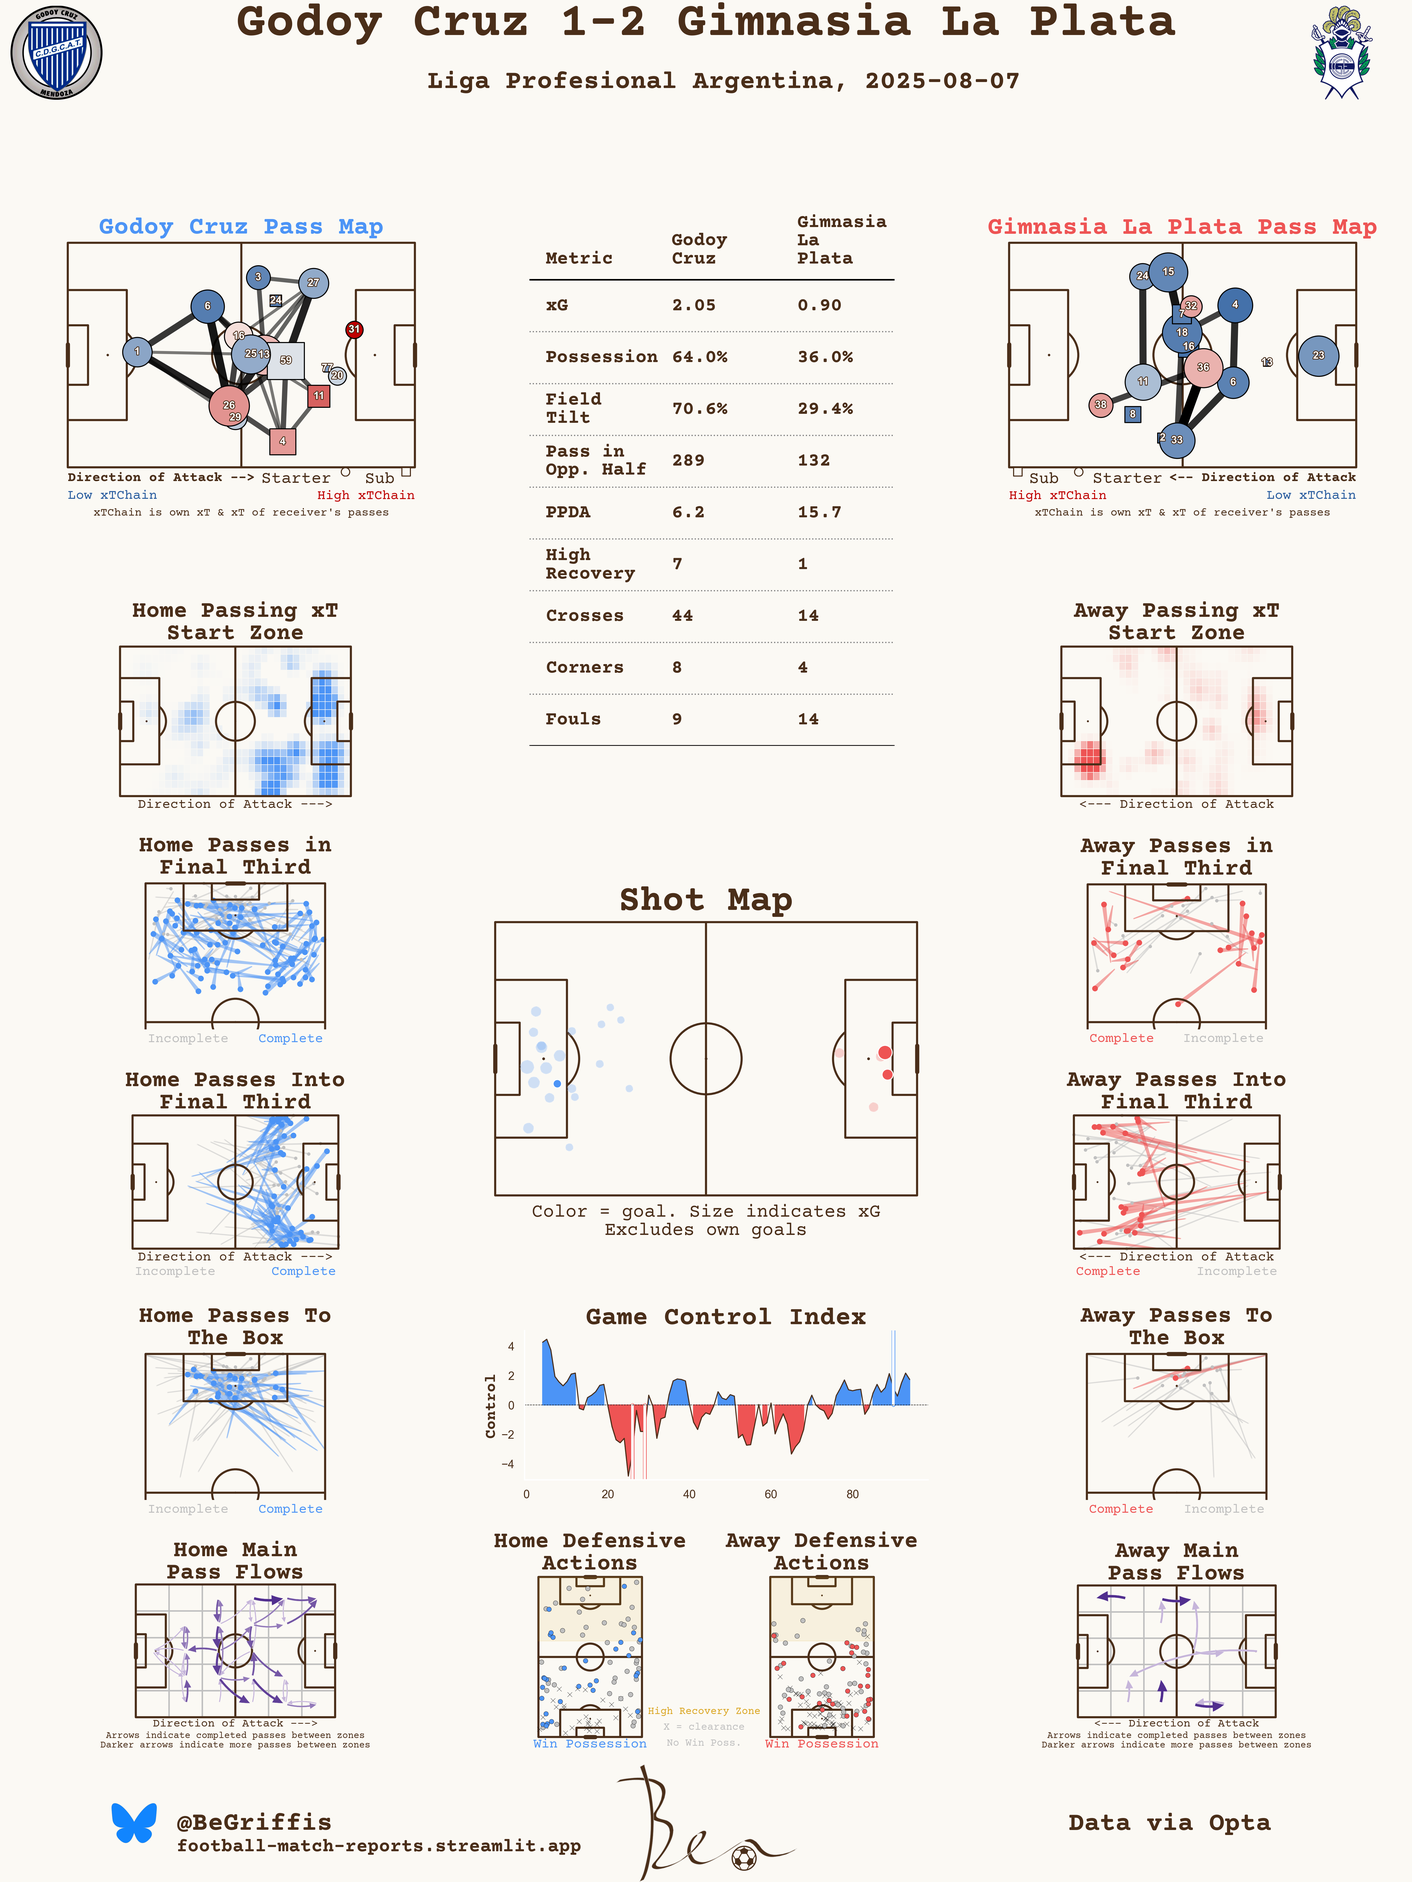 Godoy Cruz 1-2 Gimnasia La Plata
Liga Profesional Argentina, 2025-08-07
GODOY CRUZ
C.D.G.C.A.T.
MENDOZA
Godoy Cruz Pass Map
3
27
24
6
16
31
1
25
13
59
77
20
26
29
11
4
Direction of Attack --> Starter Sub
Low xTChain High xTChain
xTChain is own xT & xT of receiver's passes
Metric Godoy Cruz Gimnasia La Plata
xG 2.05 0.90
Possession 64.0% 36.0%
Field Tilt 70.6% 29.4%
Pass in Opp. Half 289 132
PPDA 6.2 15.7
High Recovery 7 1
Crosses 44 14
Corners 8 4
Fouls 9 14
Gimnasia La Plata Pass Map
24
15
32
7
4
18
16
13
23
36
11
6
38
8
2
33
Sub Starter <-- Direction of Attack
High xTChain Low xTChain
xTChain is own xT & xT of receiver's passes
Home Passing xT
Start Zone
Direction of Attack --->
Away Passing xT
Start Zone
<--- Direction of Attack
Home Passes in
Final Third
Incomplete Complete
Away Passes in
Final Third
Complete Incomplete
Shot Map
Color = goal. Size indicates xG
Excludes own goals
Home Passes Into
Final Third
Direction of Attack --->
Incomplete Complete
Away Passes Into
Final Third
<--- Direction of Attack
Complete Incomplete
Home Passes To
The Box
Incomplete Complete
Game Control Index
Control
4
2
0
−2
−4
0 20 40 60 80
Away Passes To
The Box
Complete Incomplete
Home Main
Pass Flows
Direction of Attack --->
Arrows indicate completed passes between zones
Darker arrows indicate more passes between zones
Home Defensive
Actions
Win Possession
High Recovery Zone
X = clearance
No Win Poss.
Away Defensive
Actions
Win Possession
Away Main
Pass Flows
<--- Direction of Attack
Arrows indicate completed passes between zones
Darker arrows indicate more passes between zones
@BeGriffis
football-match-reports.streamlit.app
Ben
Data via Opta